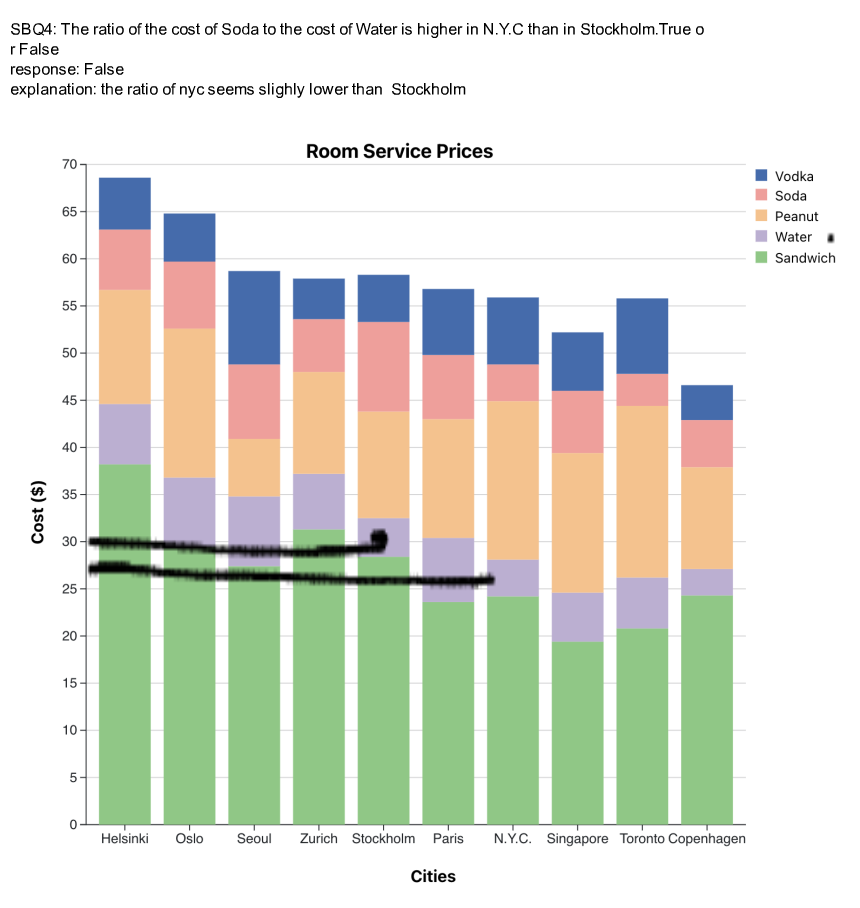 SBQ4: The ratio of the cost of Soda to the cost of Water is higher in N.Y.C than in Stockholm.True o
r False
response: False
explanation: the ratio of nyc seems slighly lower than  Stockholm
Room Service Prices
Vodka
Soda
Peanut
Water
Sandwich
70
65
60
55
50
45
40
35
30
25
20
15
10
5
0
Cost ($)
Helsinki Oslo Seoul Zurich Stockholm Paris N.Y.C. Singapore Toronto Copenhagen
Cities